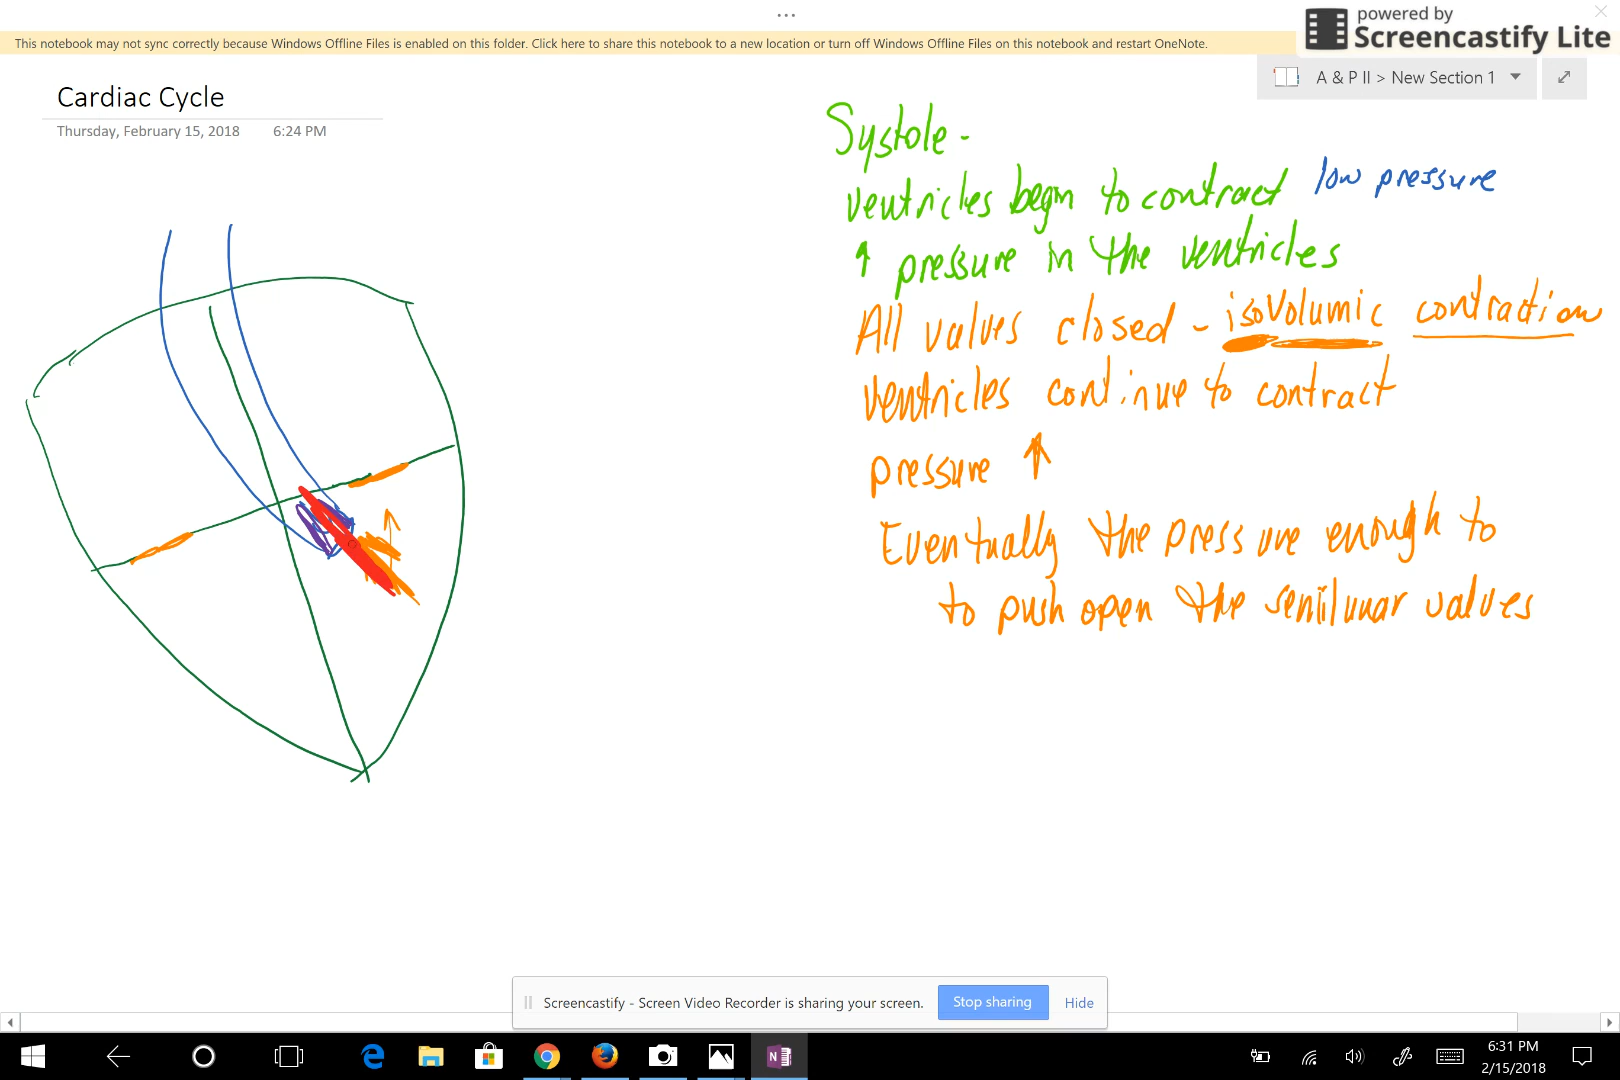 ...
powered by
Screencastify Lite
This notebook may not sync correctly because Windows Offline Files is enabled on this folder. Click here to share this notebook to a new location or turn off Windows Offline Files on this notebook and restart OneNote.
A & P II > New Section 1
Cardiac Cycle
Thursday, February 15, 2018 6:24 PM
Systole -
ventricles begin to contract low pressure
↑ pressure in the ventricles
All valves closed - isovolumic contraction
ventricles continue to contract
pressure ↑
Eventually the pressure enough to
to push open the semilunar valves
Screencastify - Screen Video Recorder is sharing your screen. Stop sharing Hide
6:31 PM
2/15/2018